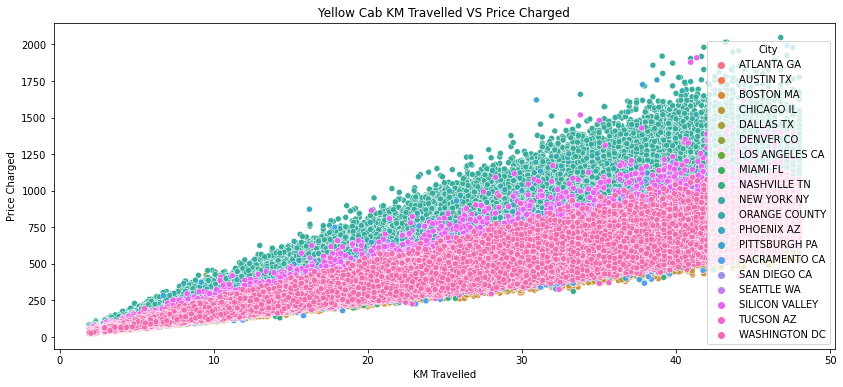 Yellow Cab KM Travelled VS Price Charged
Price Charged
2000
1750
1500
1250
1000
750
500
250
0
City
ATLANTA GA
AUSTIN TX
BOSTON MA
CHICAGO IL
DALLAS TX
DENVER CO
LOS ANGELES CA
MIAMI FL
NASHVILLE TN
NEW YORK NY
ORANGE COUNTY
PHOENIX AZ
PITTSBURGH PA
SACRAMENTO CA
SAN DIEGO CA
SEATTLE WA
SILICON VALLEY
TUCSON AZ
WASHINGTON DC
0 10 20 30 40 50
KM Travelled